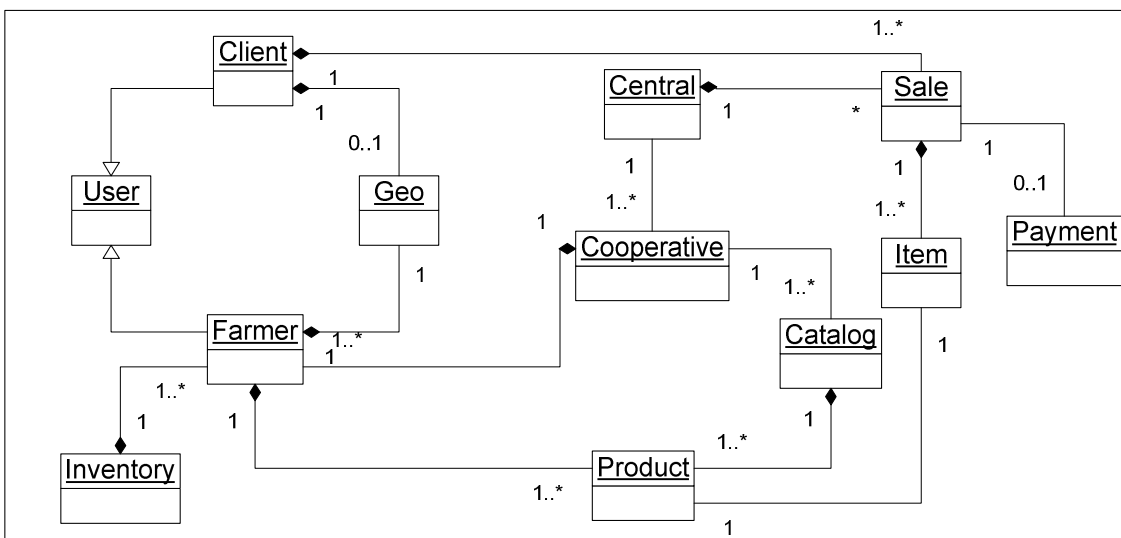 1..*
Client
1
1
Central
1
*
Sale
1
1
0..1
1
1..*
0..1
User
Geo
1
1
Cooperative
1
1..*
1..*
Item
Payment
Farmer
1..*
1
Catalog
1
1..*
1
1
1
1..*
Inventory
Product
1..*
1